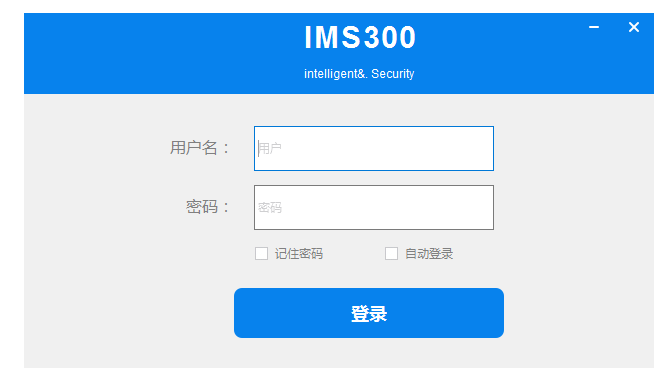 IMS300
intelligent&. Security
用户名：
用户
密码：
密码
记住密码 自动登录
登录